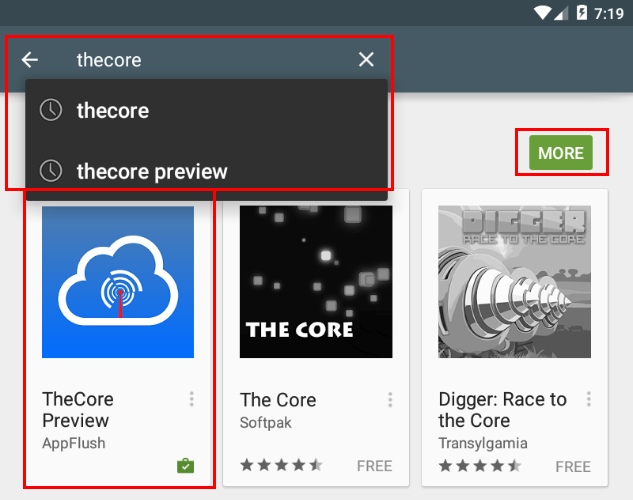 7:19
thecore
thecore
thecore preview
MORE
THE CORE
DIGGER
RACE TO THE CORE
TheCore
Preview
AppFlush
The Core
Softpak
FREE
Digger: Race to
the Core
Transylgamia
FREE